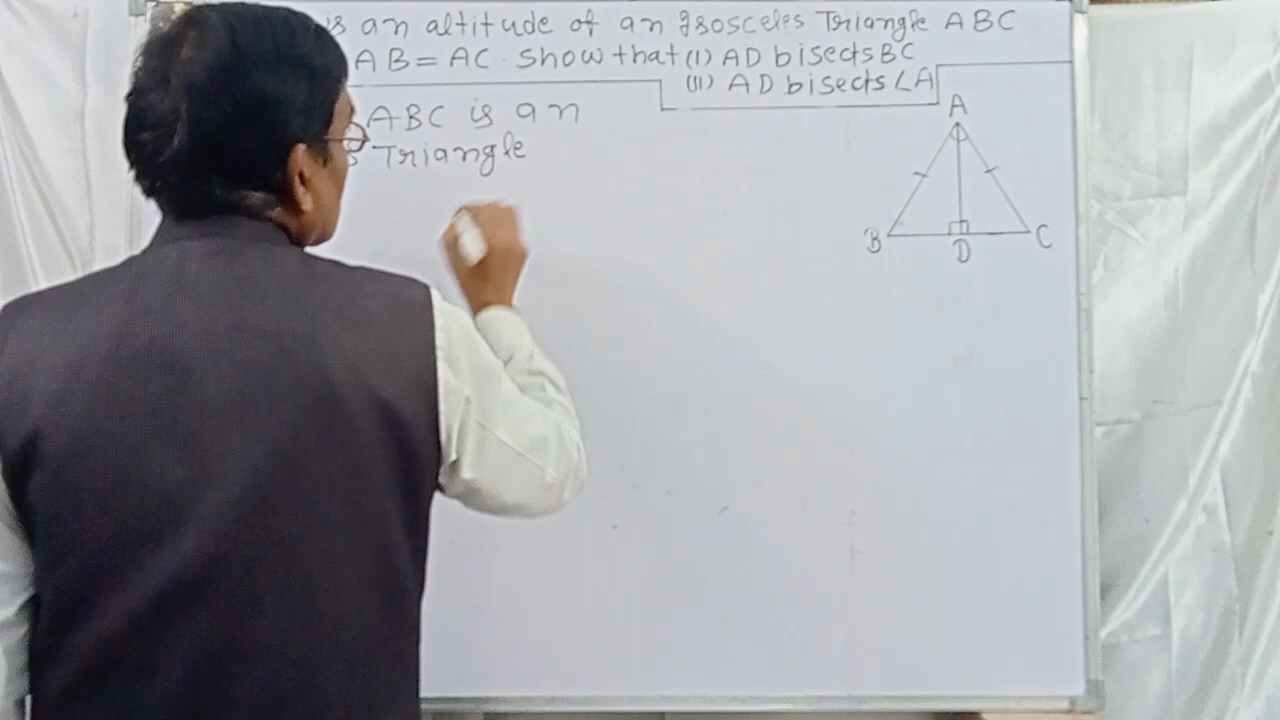 is an altitude of an Isosceles Triangle ABC
AB = AC . Show that (I) AD bisects BC
(II) AD bisects ∠A
ABC is an
Triangle
A
B
D
C